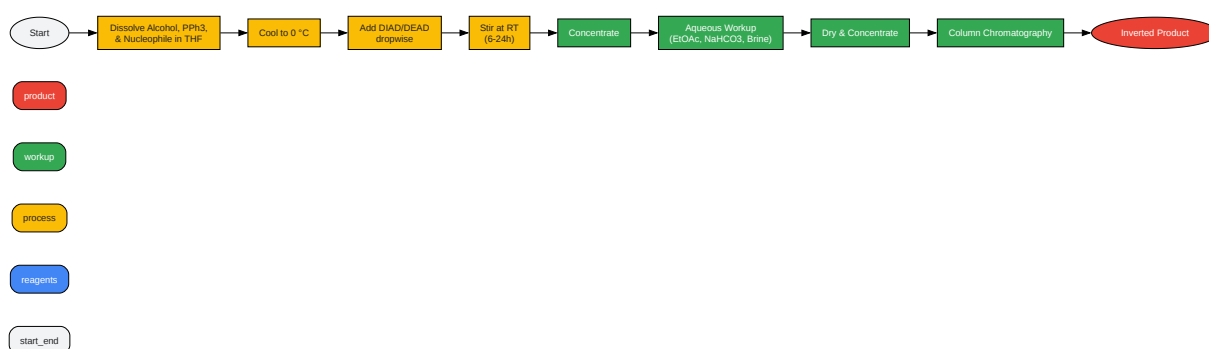 Start
Dissolve Alcohol, PPh3,
& Nucleophile in THF
Cool to 0 °C
Add DIAD/DEAD
dropwise
Stir at RT
(6-24h)
Concentrate
Aqueous Workup
(EtOAc, NaHCO3, Brine)
Dry & Concentrate
Column Chromatography
Inverted Product
product
workup
process
reagents
start_end